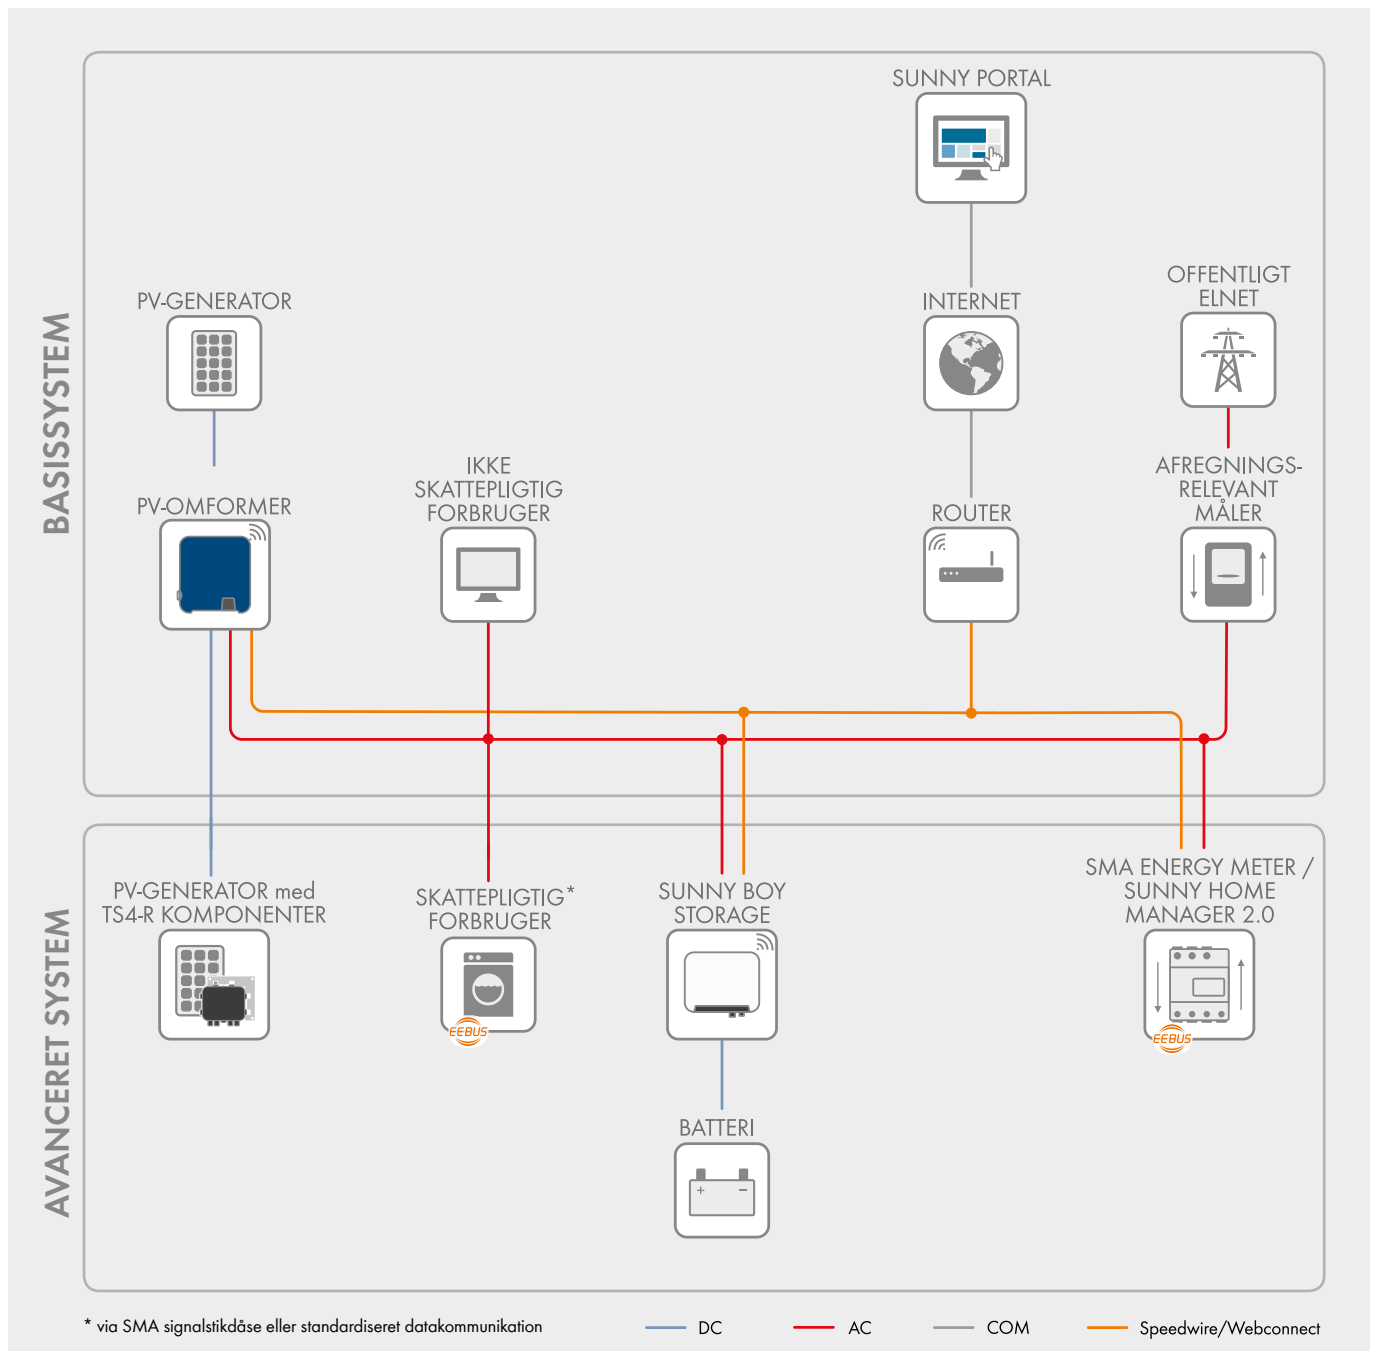 BASISSYSTEM
SUNNY PORTAL
PV-GENERATOR
INTERNET
OFFENTLIGT
ELNET
PV-OMFORMER
IKKE
SKATTEPLIGTIG
FORBRUGER
ROUTER
AFREGNINGS-
RELEVANT
MÅLER
AVANCERET SYSTEM
PV-GENERATOR med
TS4-R KOMPONENTER
SKATTEPLIGTIG*
FORBRUGER
EEBUS
SUNNY BOY
STORAGE
SMA ENERGY METER /
SUNNY HOME
MANAGER 2.0
EEBUS
BATTERI
+ −
* via SMA signalstikdåse eller standardiseret datakommunikation
DC
AC
COM
Speedwire/Webconnect